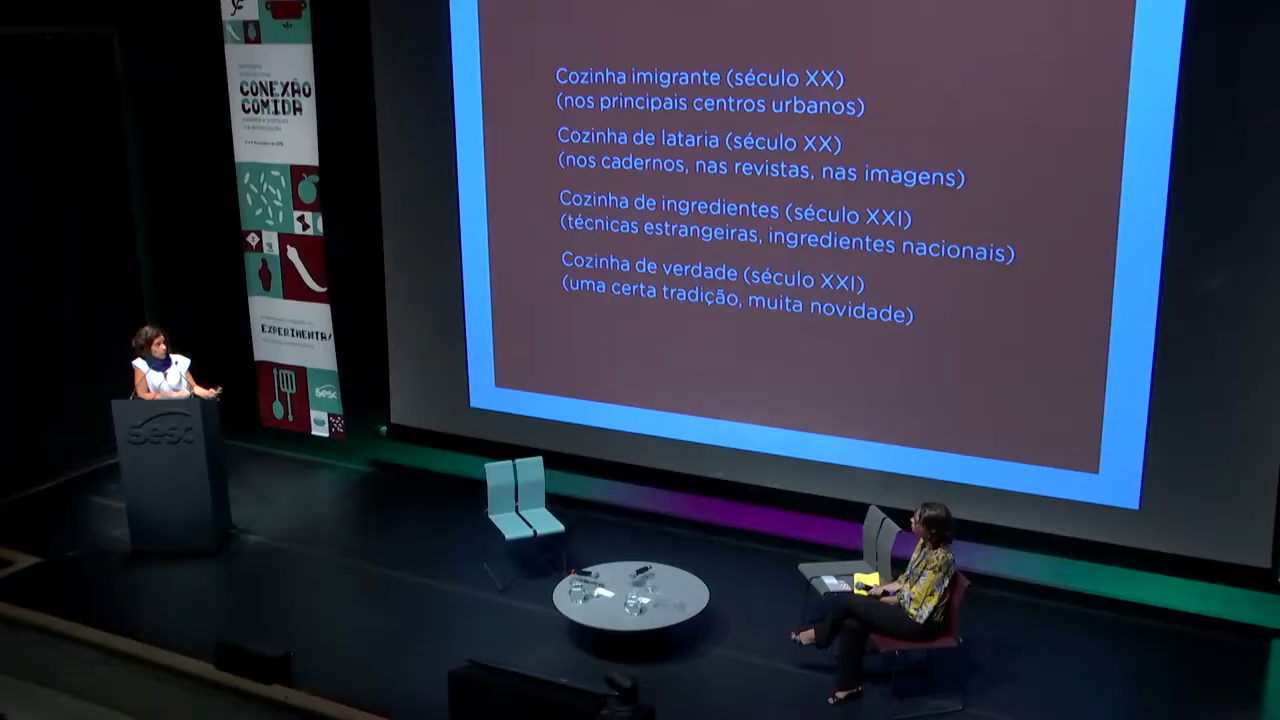 CONEXÃO
COMIDA
EXPERIMENTA!
sesc
sesc
Cozinha imigrante (século XX)
(nos principais centros urbanos)
Cozinha de lataria (século XX)
(nos cadernos, nas revistas, nas imagens)
Cozinha de ingredientes (século XXI)
(técnicas estrangeiras, ingredientes nacionais)
Cozinha de verdade (século XXI)
(uma certa tradição, muita novidade)